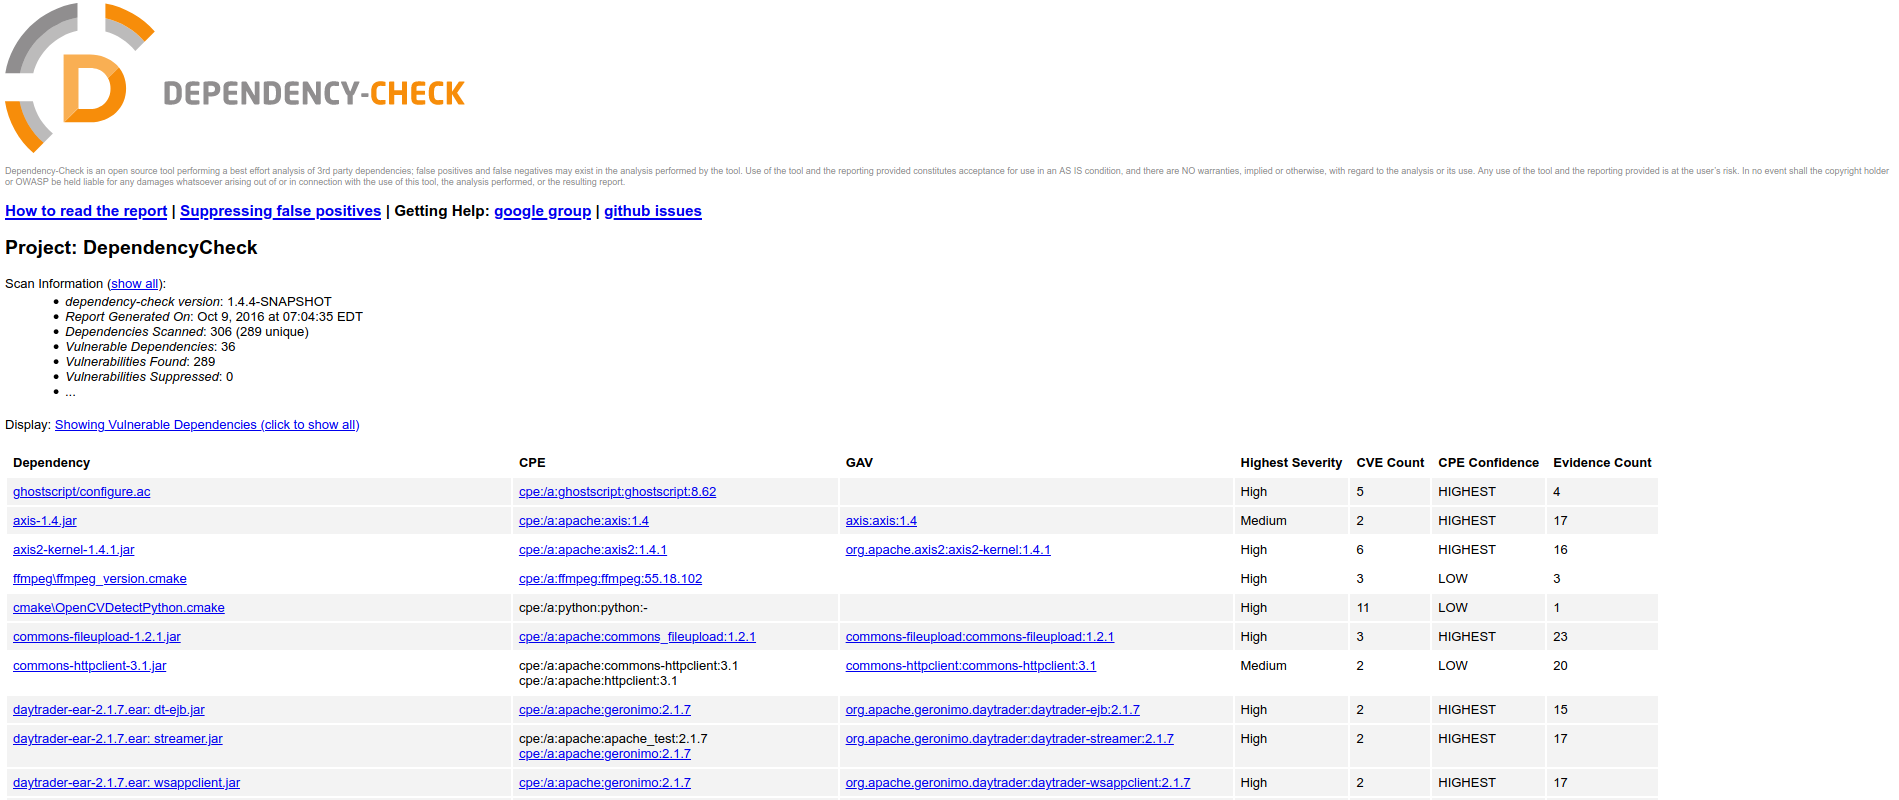 DEPENDENCY-CHECK
Dependency-Check is an open source tool performing a best effort analysis of 3rd party dependencies; false positives and false negatives may exist in the analysis performed by the tool. Use of the tool and the reporting provided constitutes acceptance for use in an AS IS condition, and there are NO warranties, implied or otherwise, with regard to the analysis or its use. Any use of the tool and the reporting provided is at the user's risk. In no event shall the copyright holder
or OWASP be held liable for any damages whatsoever arising out of or in connection with the use of this tool, the analysis performed, or the resulting report.
How to read the report | Suppressing false positives | Getting Help: google group | github issues
Project: DependencyCheck
Scan Information (show all):
• dependency-check version: 1.4.4-SNAPSHOT
• Report Generated On: Oct 9, 2016 at 07:04:35 EDT
• Dependencies Scanned: 306 (289 unique)
• Vulnerable Dependencies: 36
• Vulnerabilities Found: 289
• Vulnerabilities Suppressed: 0
• ...
Display: Showing Vulnerable Dependencies (click to show all)
Dependency CPE GAV Highest Severity CVE Count CPE Confidence Evidence Count
ghostscript/configure.ac cpe:/a:ghostscript:ghostscript:8.62 High 5 HIGHEST 4
axis-1.4.jar cpe:/a:apache:axis:1.4 axis:axis:1.4 Medium 2 HIGHEST 17
axis2-kernel-1.4.1.jar cpe:/a:apache:axis2:1.4.1 org.apache.axis2:axis2-kernel:1.4.1 High 6 HIGHEST 16
ffmpeg\ffmpeg_version.cmake cpe:/a:ffmpeg:ffmpeg:55.18.102 High 3 LOW 3
cmake\OpenCVDetectPython.cmake cpe:/a:python:python:- High 11 LOW 1
commons-fileupload-1.2.1.jar cpe:/a:apache:commons_fileupload:1.2.1 commons-fileupload:commons-fileupload:1.2.1 High 3 HIGHEST 23
commons-httpclient-3.1.jar cpe:/a:apache:commons-httpclient:3.1 commons-httpclient:commons-httpclient:3.1 Medium 2 LOW 20
cpe:/a:apache:httpclient:3.1
daytrader-ear-2.1.7.ear: dt-ejb.jar cpe:/a:apache:geronimo:2.1.7 org.apache.geronimo.daytrader:daytrader-ejb:2.1.7 High 2 HIGHEST 15
daytrader-ear-2.1.7.ear: streamer.jar cpe:/a:apache:apache_test:2.1.7 org.apache.geronimo.daytrader:daytrader-streamer:2.1.7 High 2 HIGHEST 17
cpe:/a:apache:geronimo:2.1.7
daytrader-ear-2.1.7.ear: wsappclient.jar cpe:/a:apache:geronimo:2.1.7 org.apache.geronimo.daytrader:daytrader-wsappclient:2.1.7 High 2 HIGHEST 17